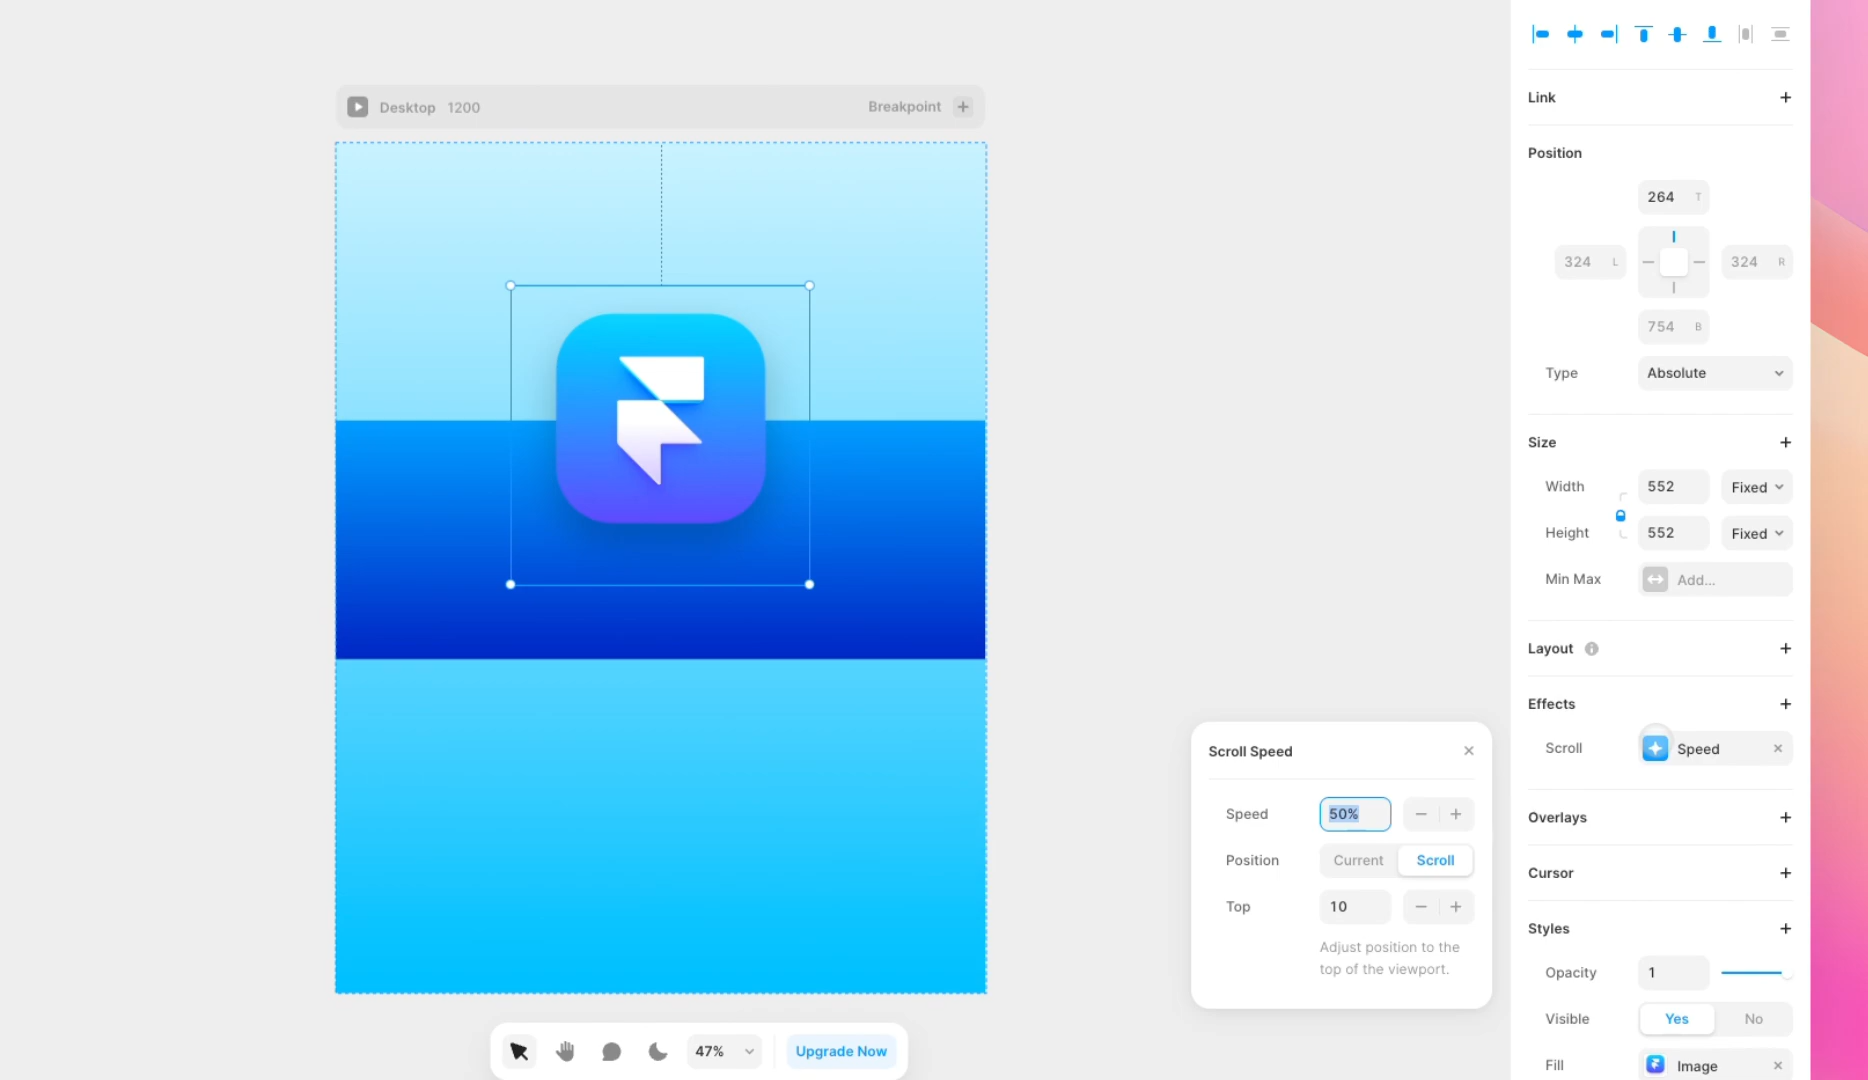 Desktop 1200
Breakpoint +
Link
Position
264 T
324 L
324 R
754 B
Type Absolute
Size
Width 552 Fixed
Height 552 Fixed
Min Max Add...
Layout
Effects
Scroll Speed
Overlays
Cursor
Styles
Opacity 1
Visible Yes No
Fill Image
Scroll Speed
Speed 50%
Position Current Scroll
Top 10
Adjust position to the
top of the viewport.
47%
Upgrade Now